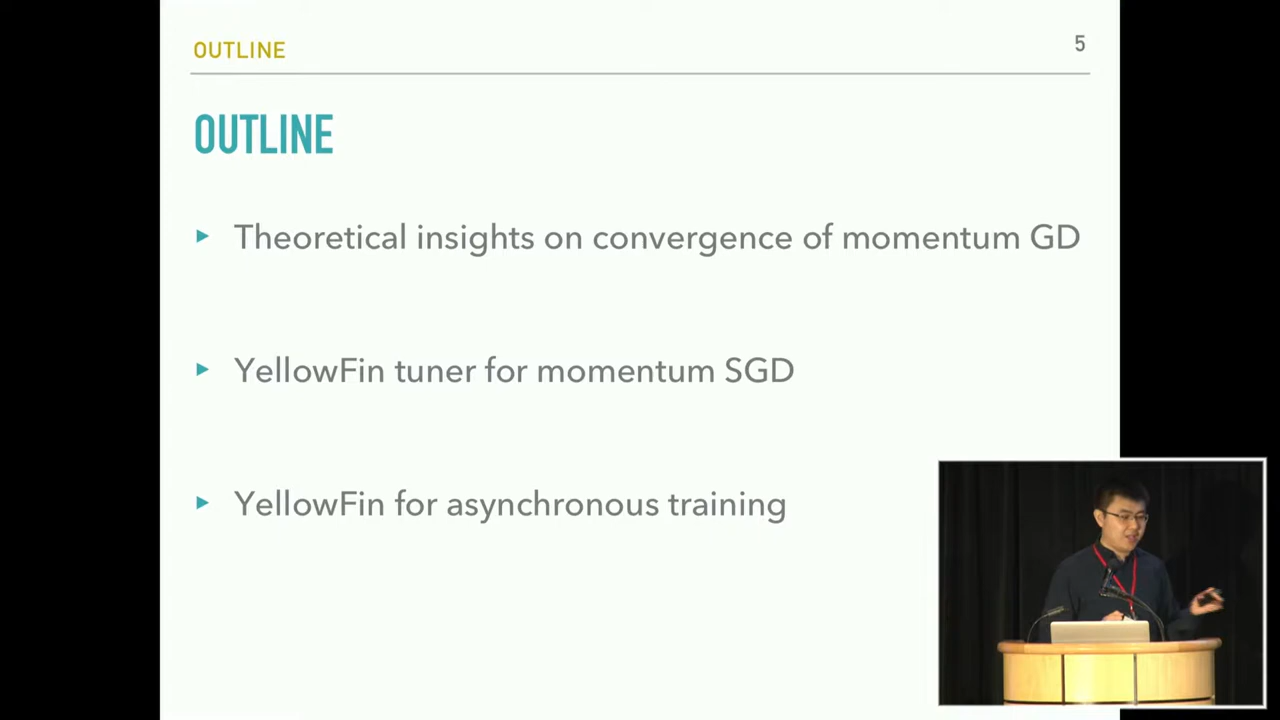 OUTLINE
5
OUTLINE
Theoretical insights on convergence of momentum GD
YellowFin tuner for momentum SGD
YellowFin for asynchronous training